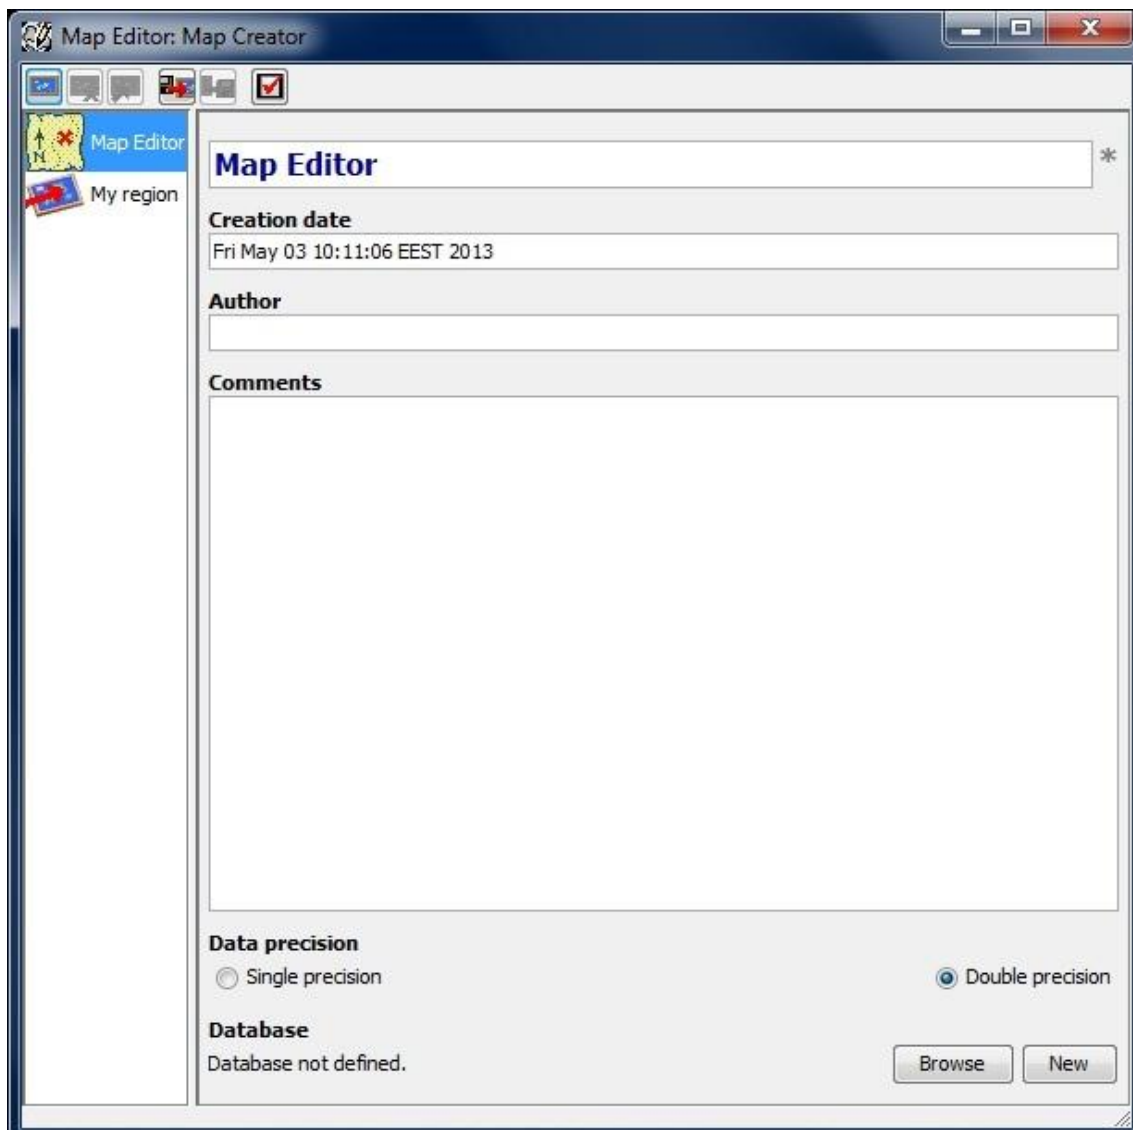 Map Editor: Map Creator
Map Editor
My region
Map Editor *
Creation date
Fri May 03 10:11:06 EEST 2013
Author
Comments
Data precision
Single precision Double precision
Database
Database not defined. Browse New